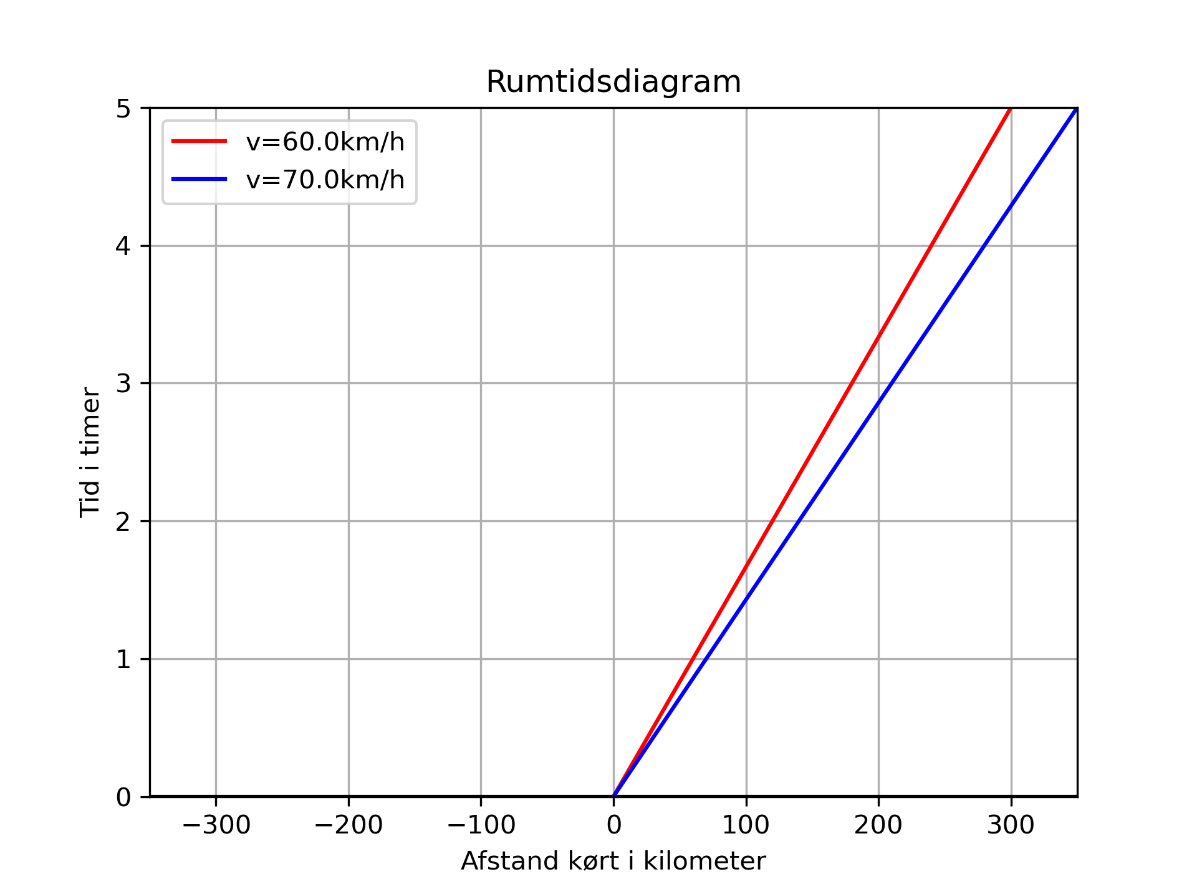 Rumtidsdiagram
v=60.0km/h
v=70.0km/h
5
4
3
2
1
0
Tid i timer
−300 −200 −100 0 100 200 300
Afstand kørt i kilometer